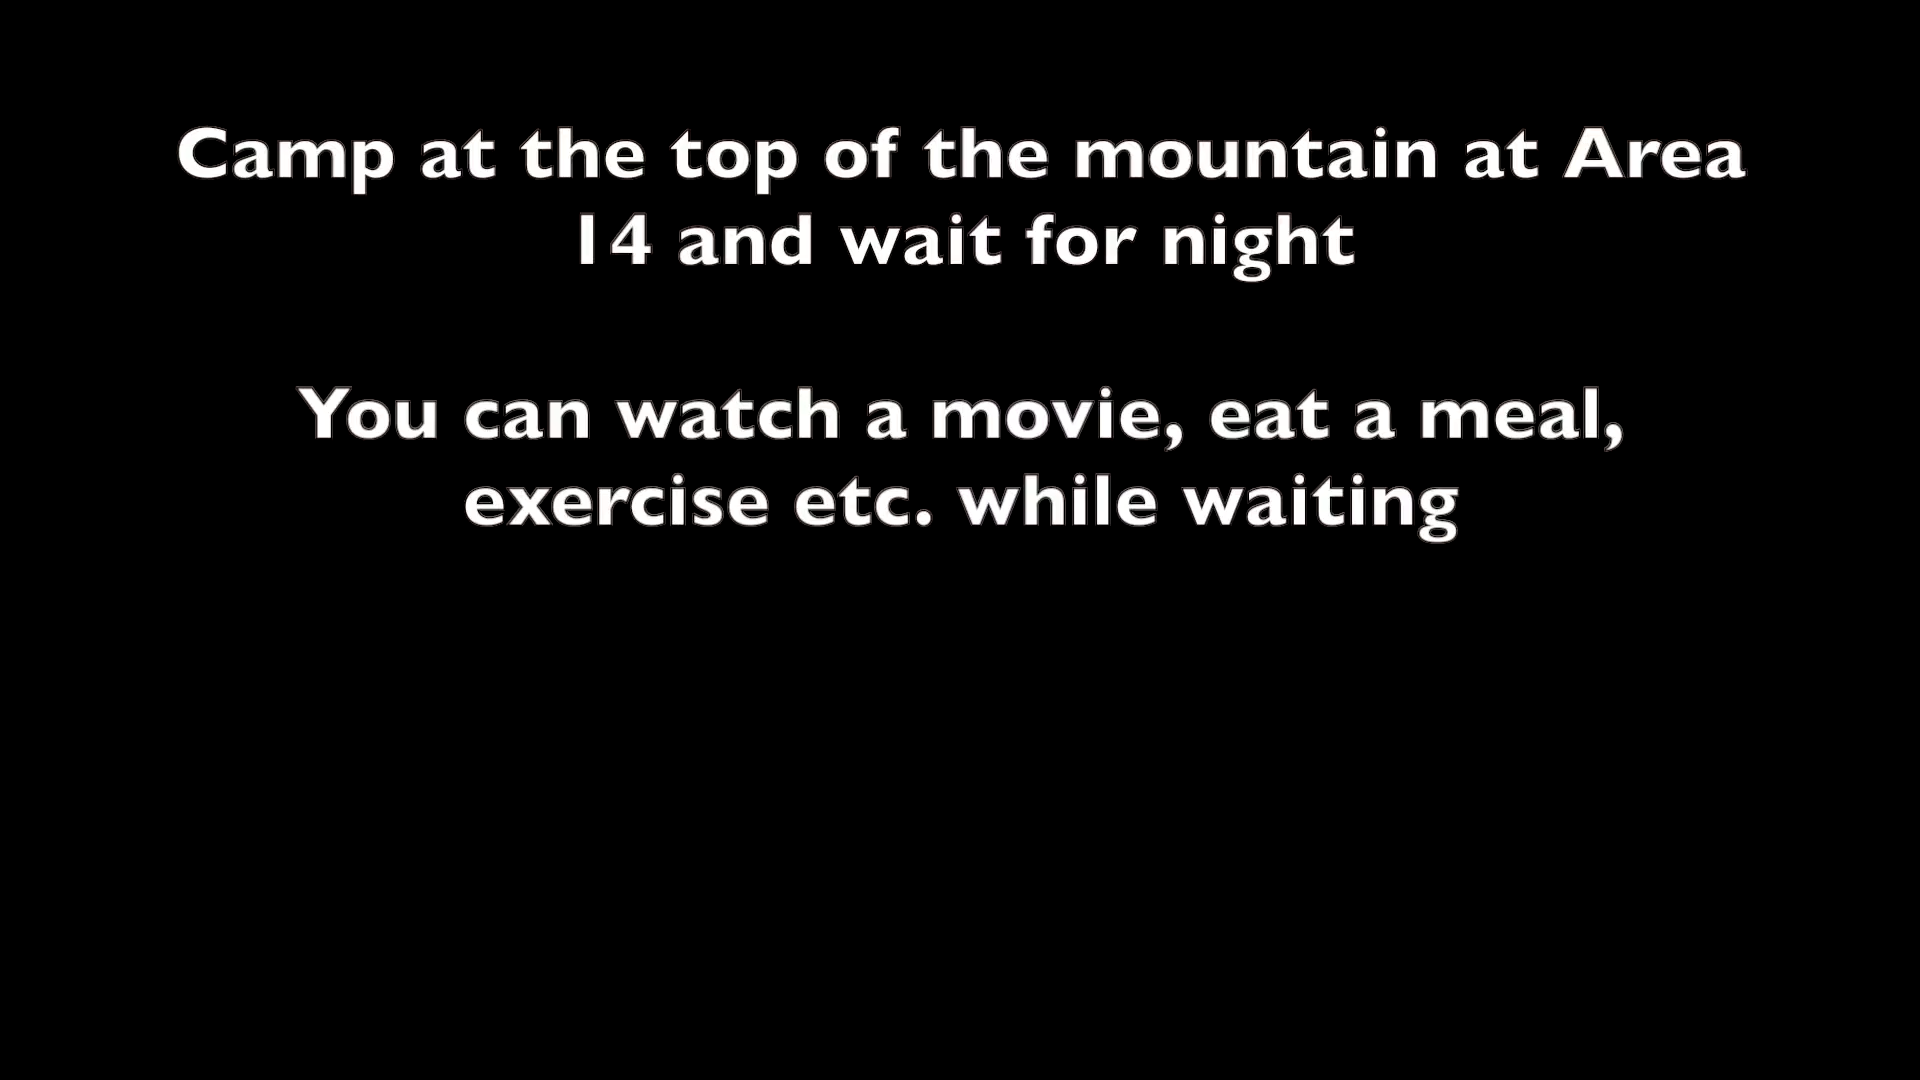 Camp at the top of the mountain at Area
14 and wait for night
You can watch a movie, eat a meal,
exercise etc. while waiting